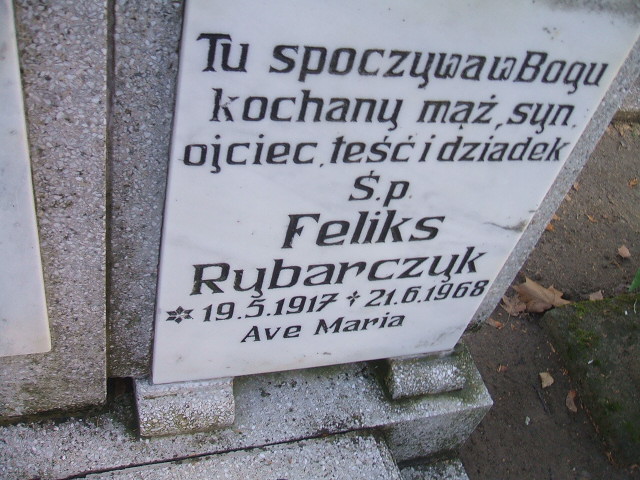 Tu spoczywa w Bogu
kochany mąż, syn,
ojciec, teść i dziadek
Ś.p.
Feliks
Rybarczyk
* 19.5.1917 † 21.6.1968
Ave Maria